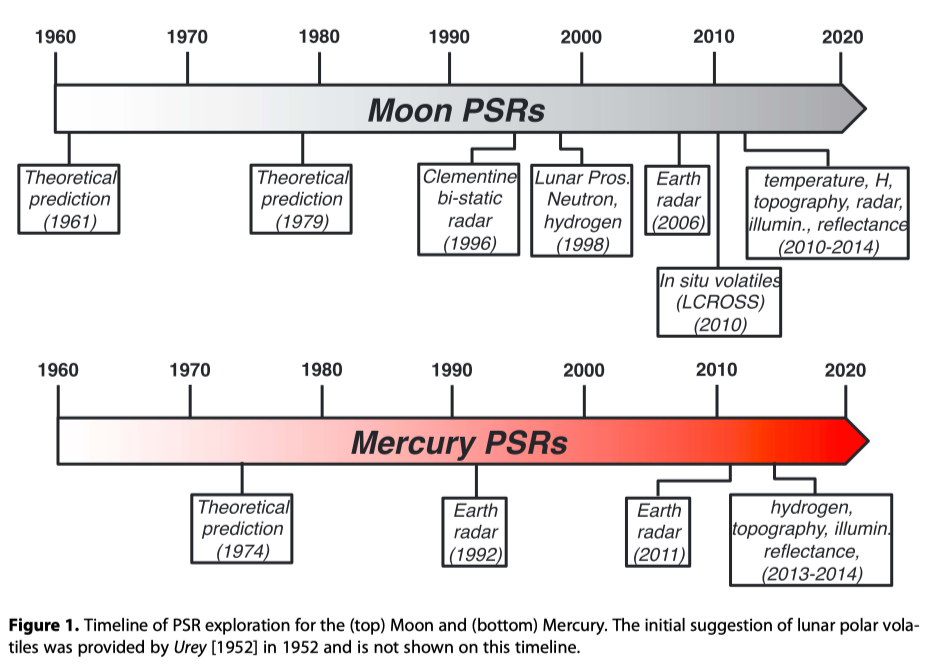 1960 1970 1980 1990 2000 2010 2020
Moon PSRs
Theoretical
prediction
(1961)
Theoretical
prediction
(1979)
Clementine
bi-static
radar
(1996)
Lunar Pros.
Neutron,
hydrogen
(1998)
Earth
radar
(2006)
temperature, H,
topography, radar,
illumin., reflectance
(2010-2014)
In situ volatiles
(LCROSS)
(2010)
1960 1970 1980 1990 2000 2010 2020
Mercury PSRs
Theoretical
prediction
(1974)
Earth
radar
(1992)
Earth
radar
(2011)
hydrogen,
topography, illumin.
reflectance,
(2013-2014)
Figure 1. Timeline of PSR exploration for the (top) Moon and (bottom) Mercury. The initial suggestion of lunar polar vola-
tiles was provided by Urey [1952] in 1952 and is not shown on this timeline.